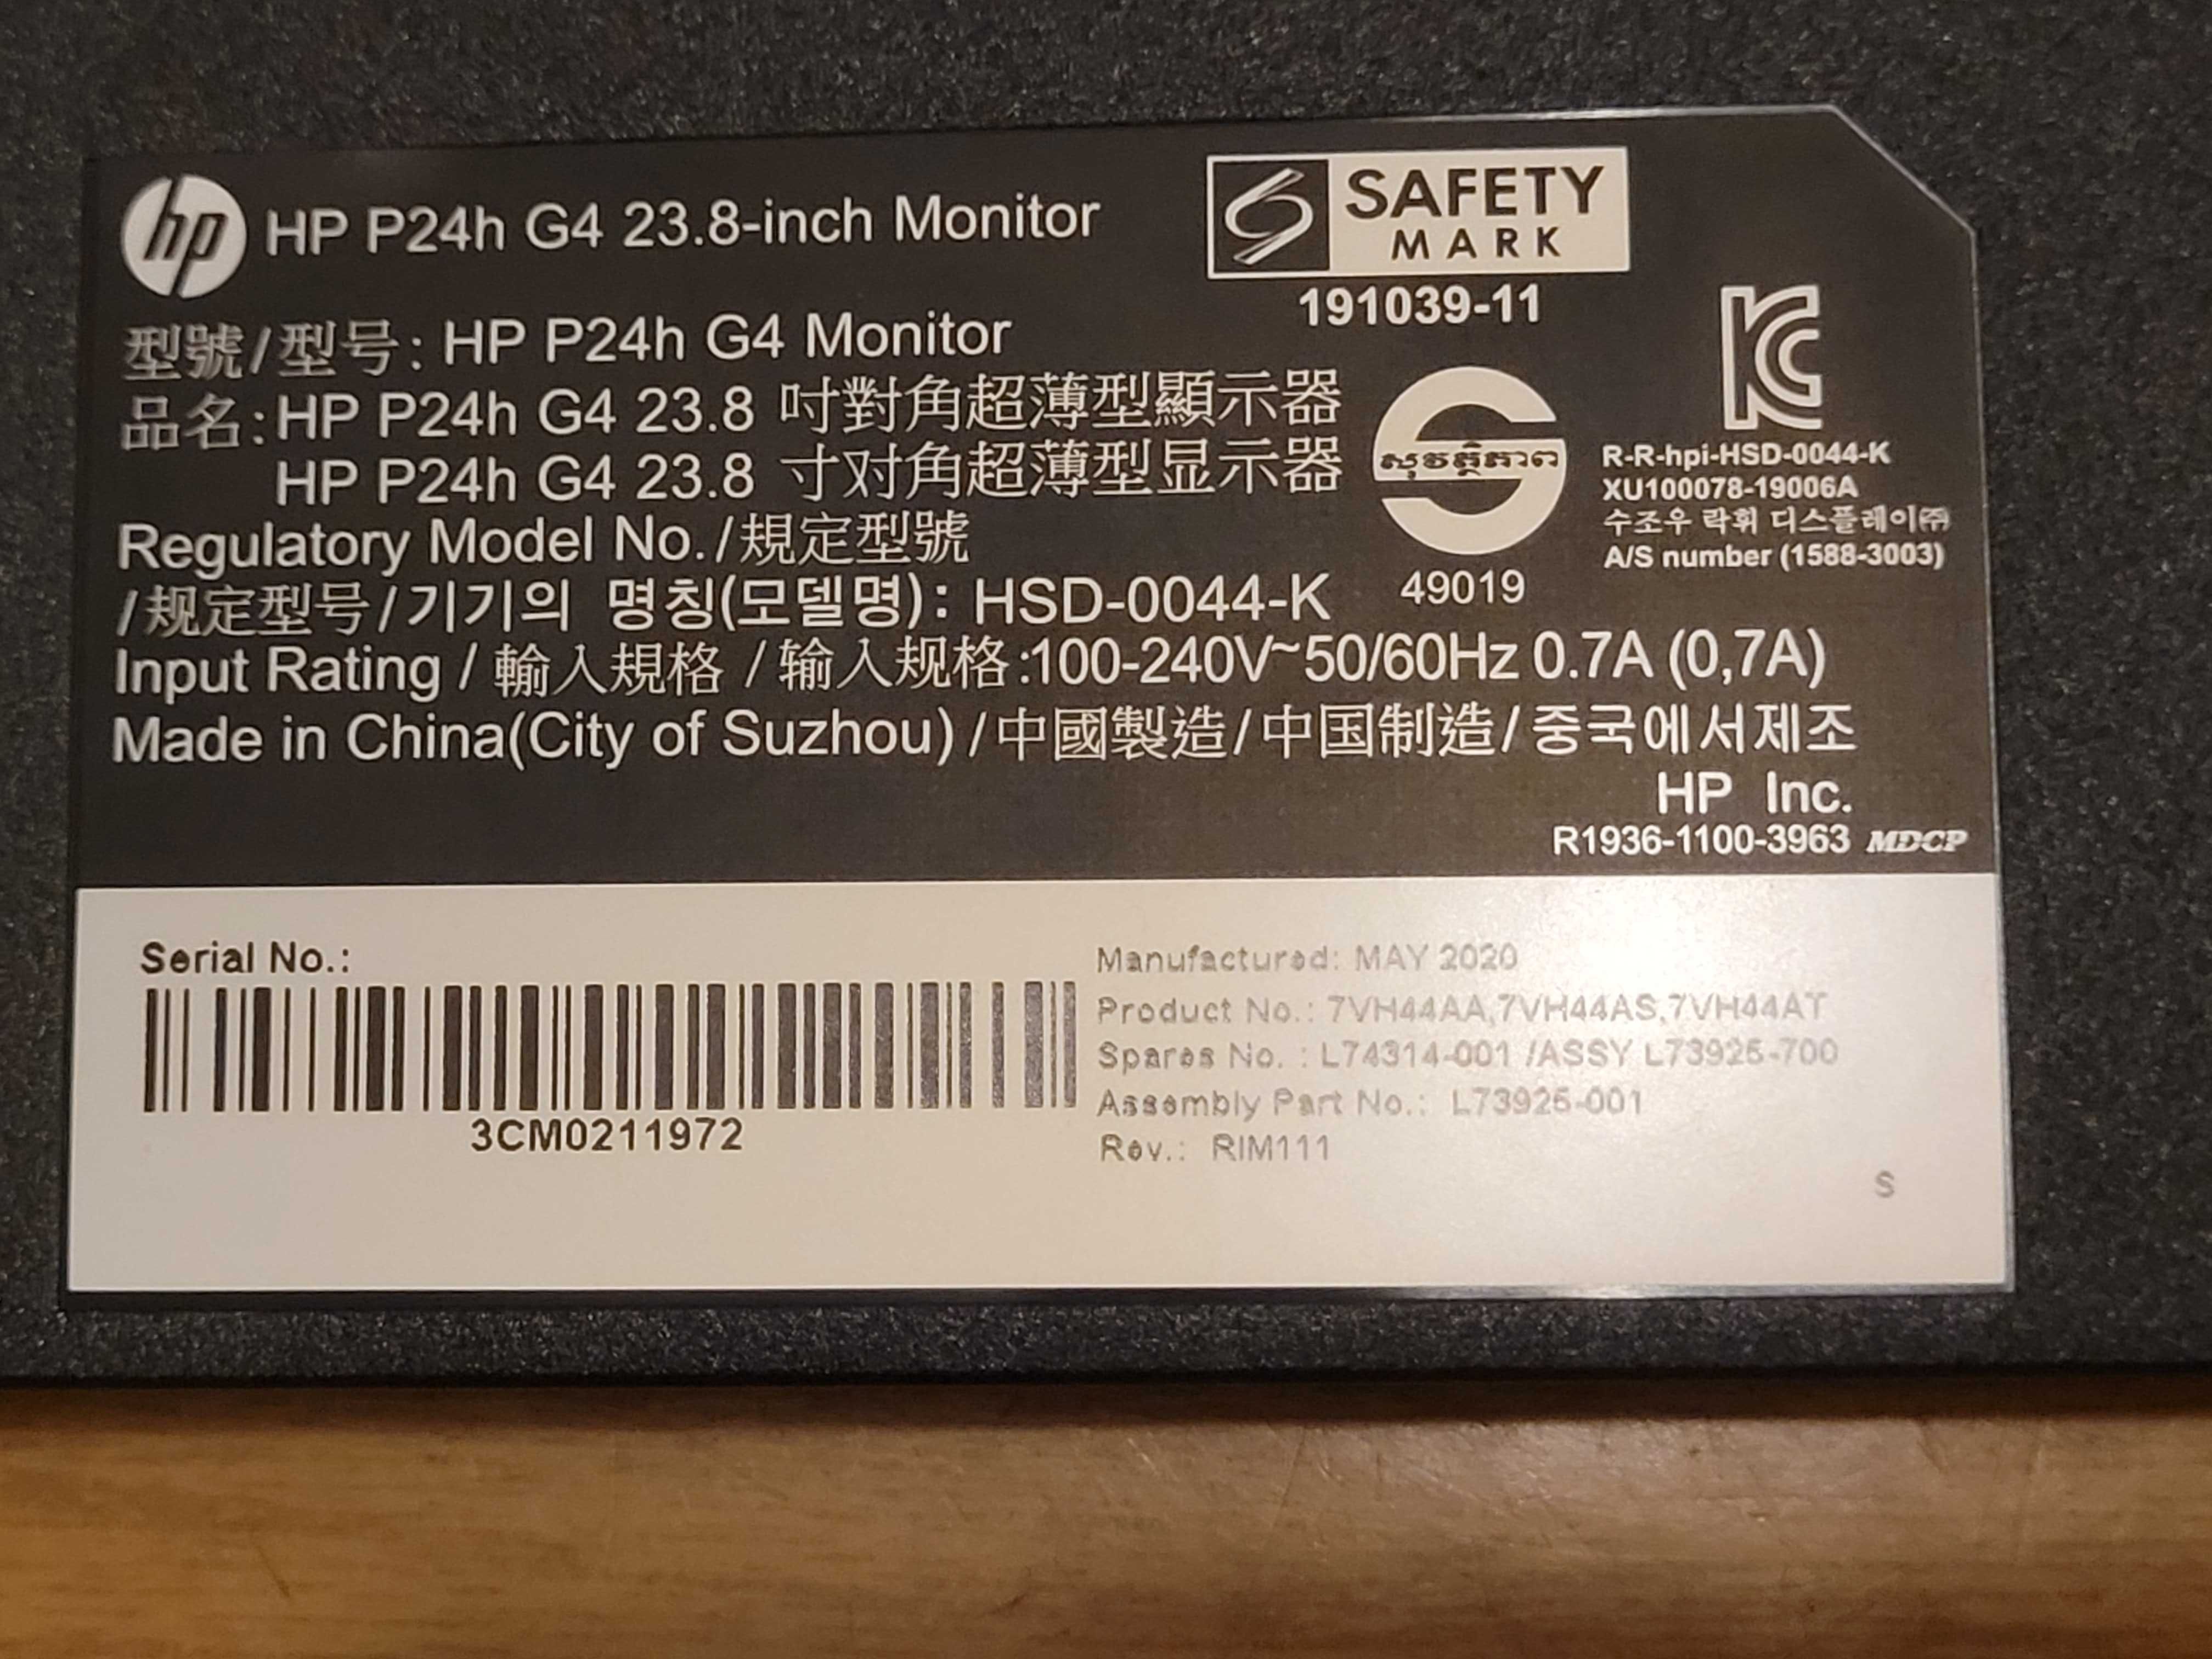 hp HP P24h G4 23.8-inch Monitor
SAFETY
MARK
191039-11
型號/型号: HP P24h G4 Monitor
品名:HP P24h G4 23.8 吋對角超薄型顯示器
HP P24h G4 23.8 寸对角超薄型显示器
Regulatory Model No./規定型號
/规定型号/기기의 명칭(모델명): HSD-0044-K
សុវត្ថិភាព
49019
R-R-hpi-HSD-0044-K
XU100078-19006A
수조우 락휘 디스플레이㈜
A/S number (1588-3003)
Input Rating / 輸入規格 / 输入规格:100-240V~50/60Hz 0.7A (0,7A)
Made in China(City of Suzhou)/中國製造/中国制造/중국에서제조
HP Inc.
R1936-1100-3963 MDCP
Serial No.:
3CM0211972
Manufactured: MAY 2020
Product No.: 7VH44AA,7VH44AS,7VH44AT
Spares No. : L74314-001 /ASSY L73925-700
Assembly Part No.: L73925-001
Rev.: RIM111
S